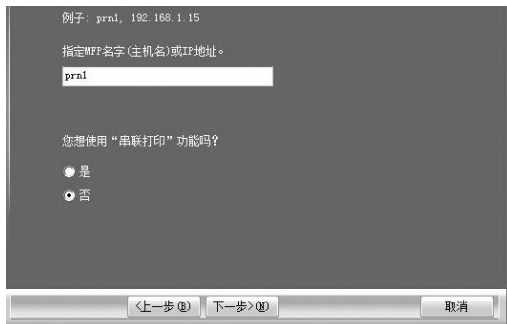 例子: prn1, 192.168.1.15
指定MFP名字(主机名)或IP地址。
prn1
您想使用“串联打印”功能吗?
是
否
<上一步(B) 下一步>(N) 取消